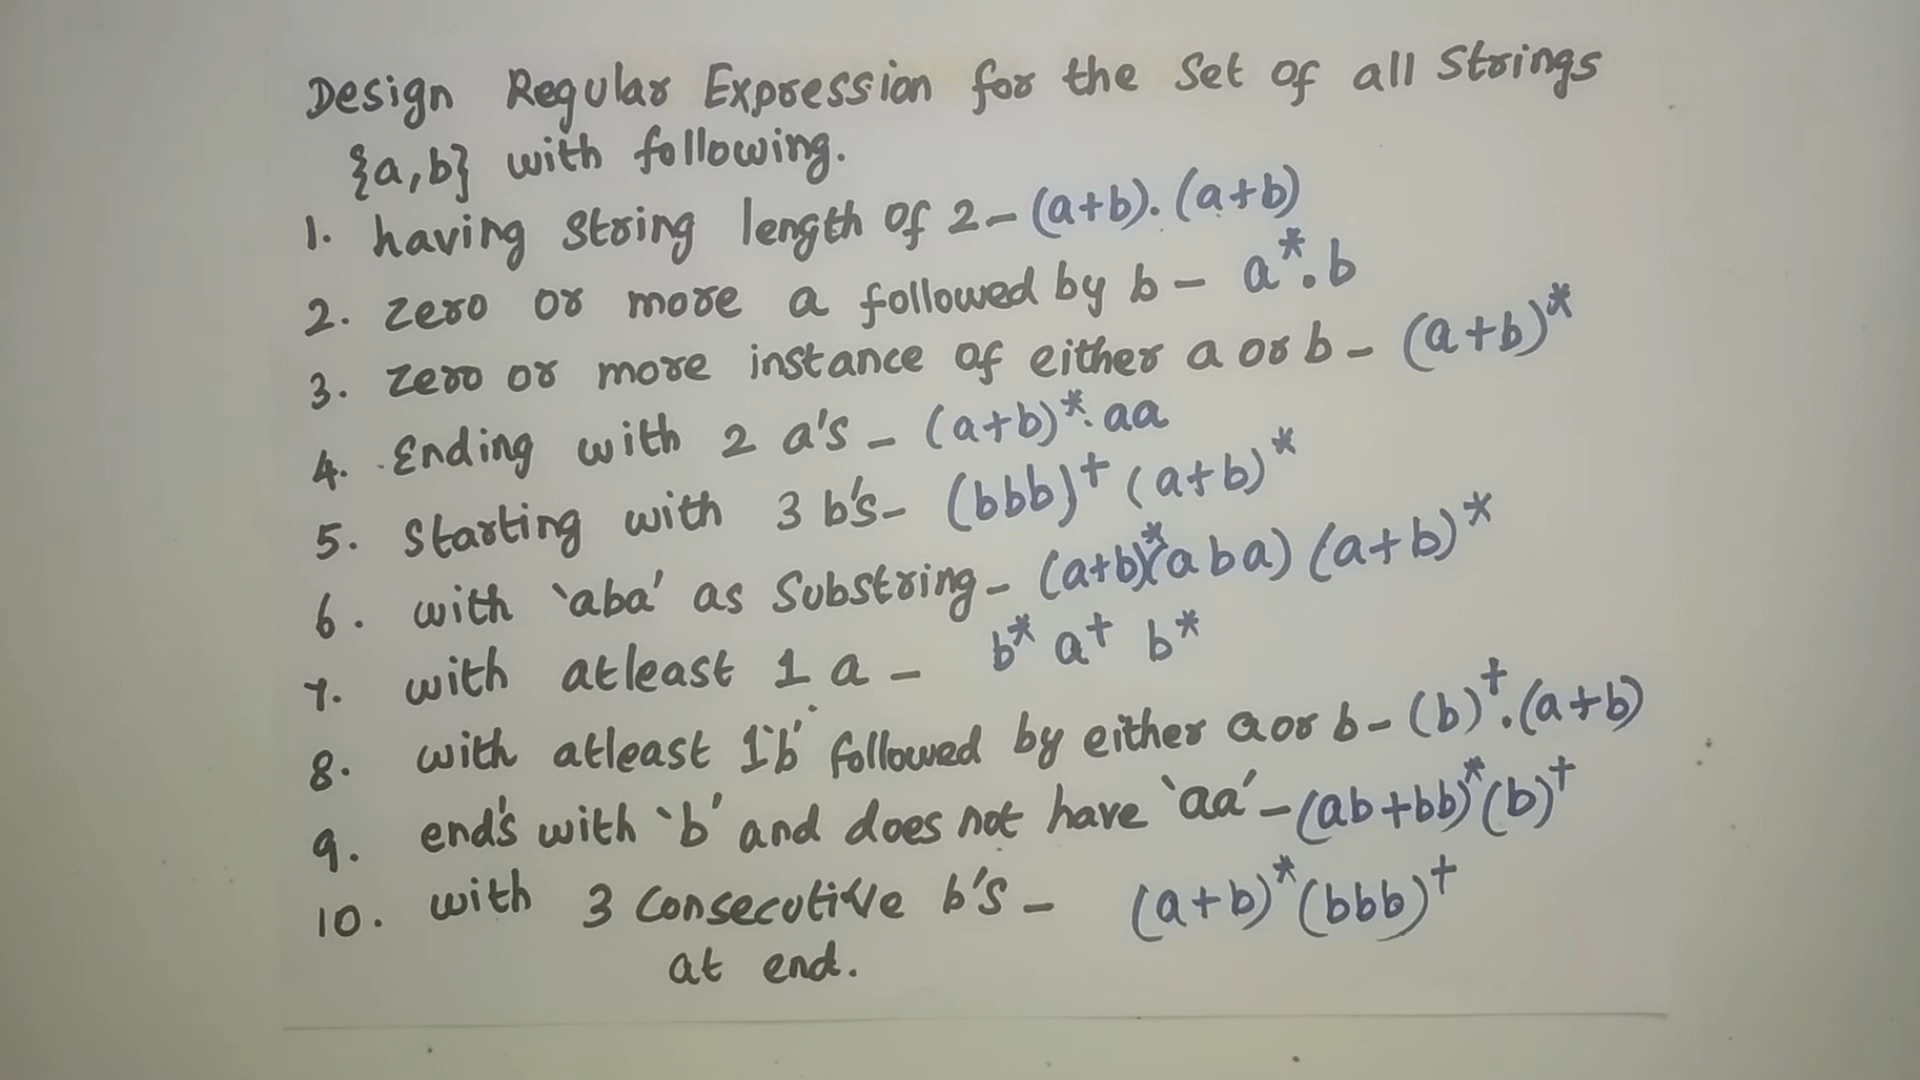 Design Regular Expression for the set of all strings
{a,b} with following.
1. having string length of 2 - (a+b).(a+b)
2. zero or more a followed by b - a*.b
3. zero or more instance of either a or b - (a+b)*
4. Ending with 2 a's - (a+b)*.aa
5. Starting with 3 b's - (bbb)+ (a+b)*
6. with 'aba' as Substring - (a+b)*(aba) (a+b)*
7. with atleast 1 a - b* a+ b*
8. with atleast 1 'b' followed by either a or b - (b)+.(a+b)
9. end's with 'b' and does not have 'aa' - (ab+bb)*(b)+
10. with 3 consecutive b's - (a+b)*(bbb)+
at end.